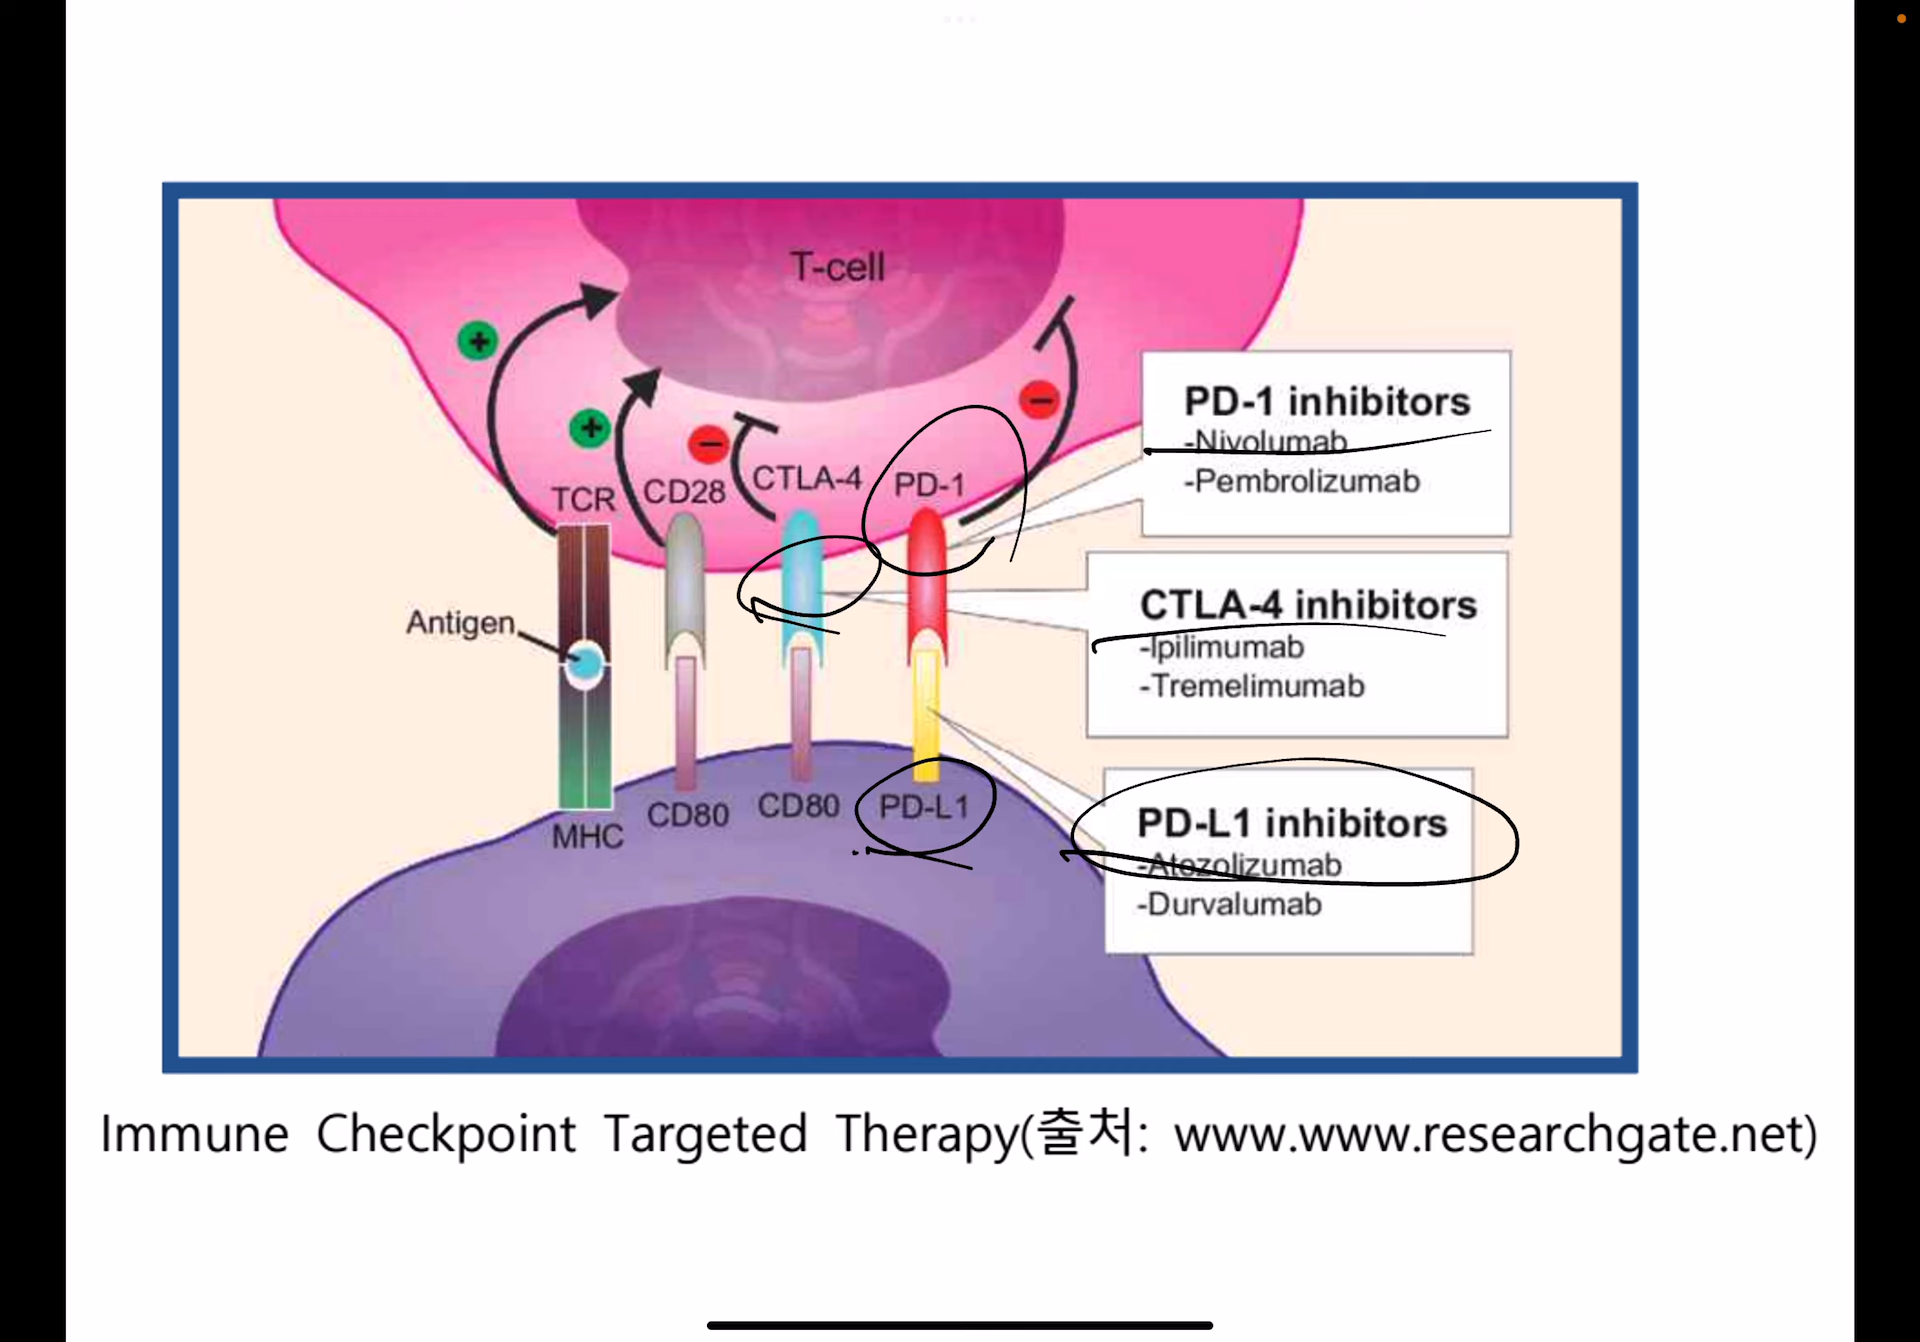 T-cell
+
+
−
−
TCR
CD28
CTLA-4
PD-1
Antigen
MHC
CD80
CD80
PD-L1
PD-1 inhibitors
-Nivolumab
-Pembrolizumab
CTLA-4 inhibitors
-Ipilimumab
-Tremelimumab
PD-L1 inhibitors
-Atezolizumab
-Durvalumab
Immune Checkpoint Targeted Therapy(출처: www.www.researchgate.net)